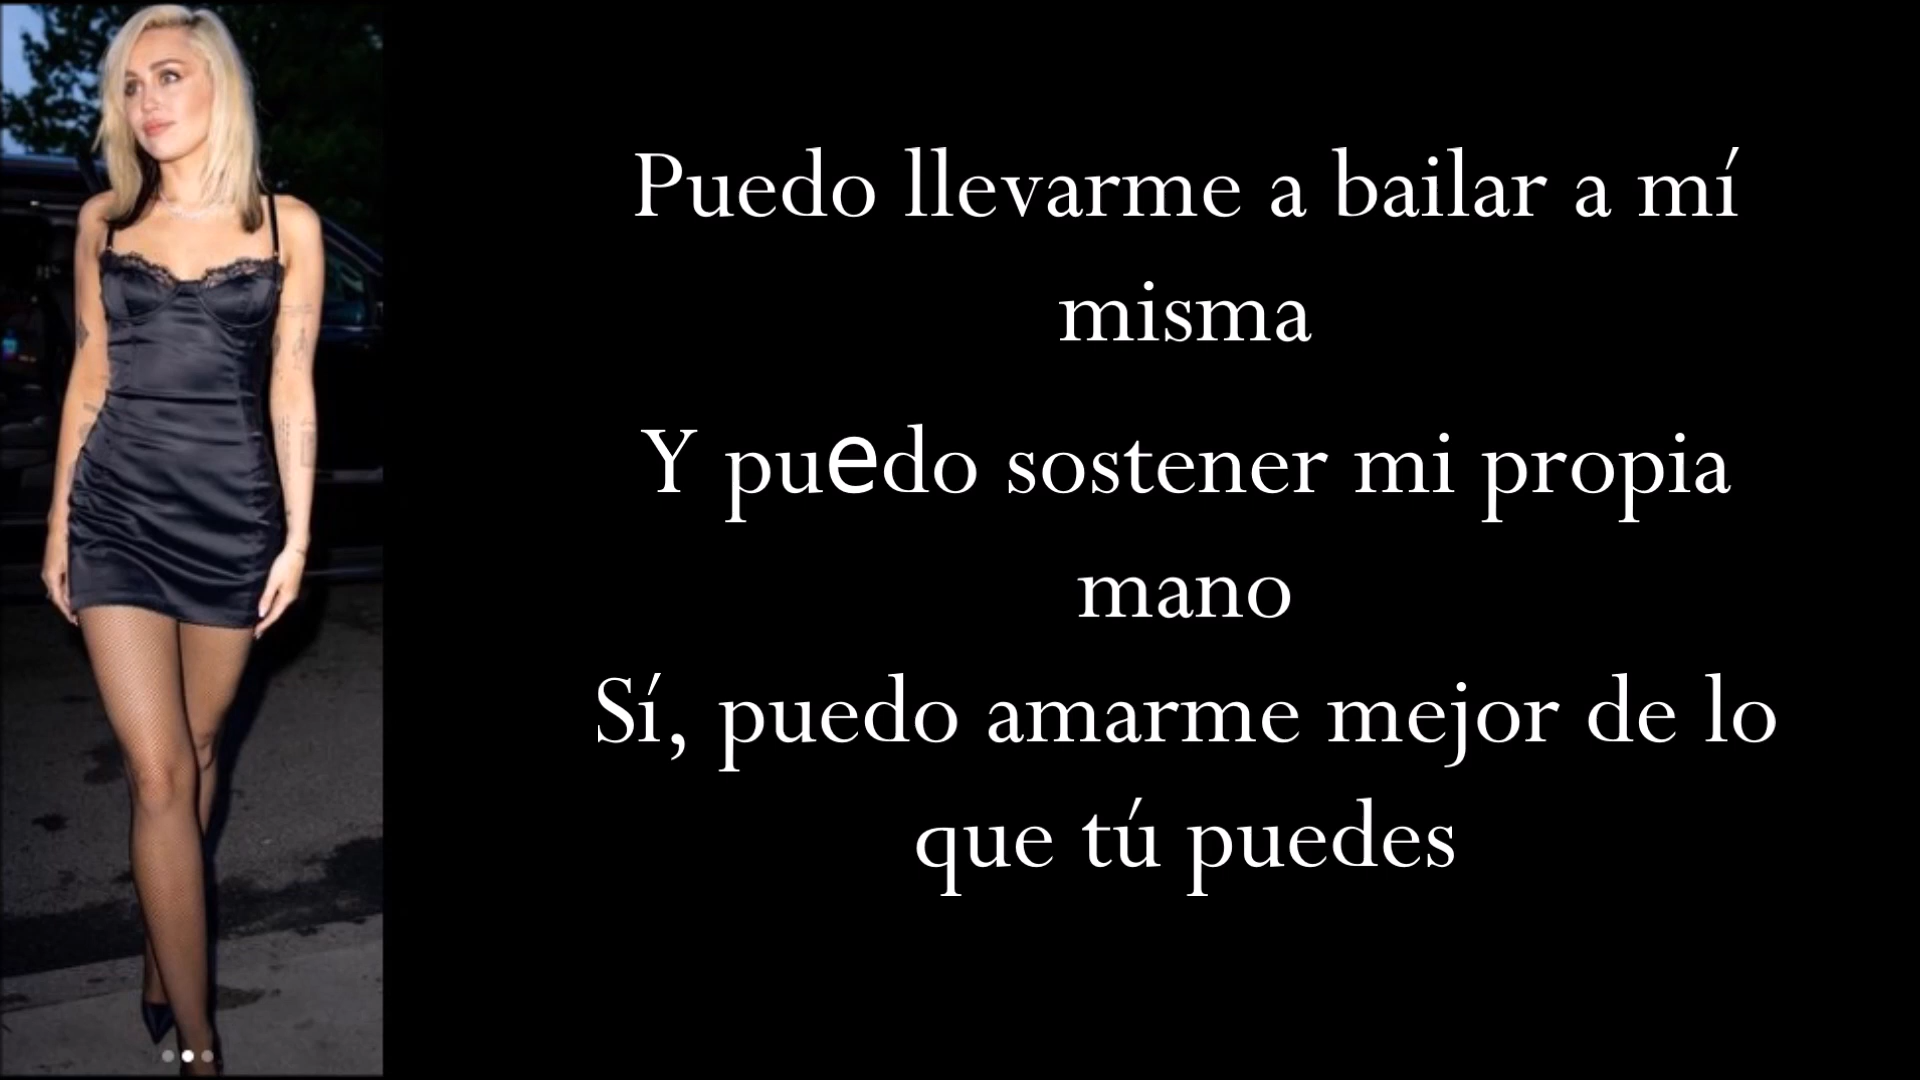 Puedo llevarme a bailar a mí
misma
Y puedo sostener mi propia
mano
Sí, puedo amarme mejor de lo
que tú puedes